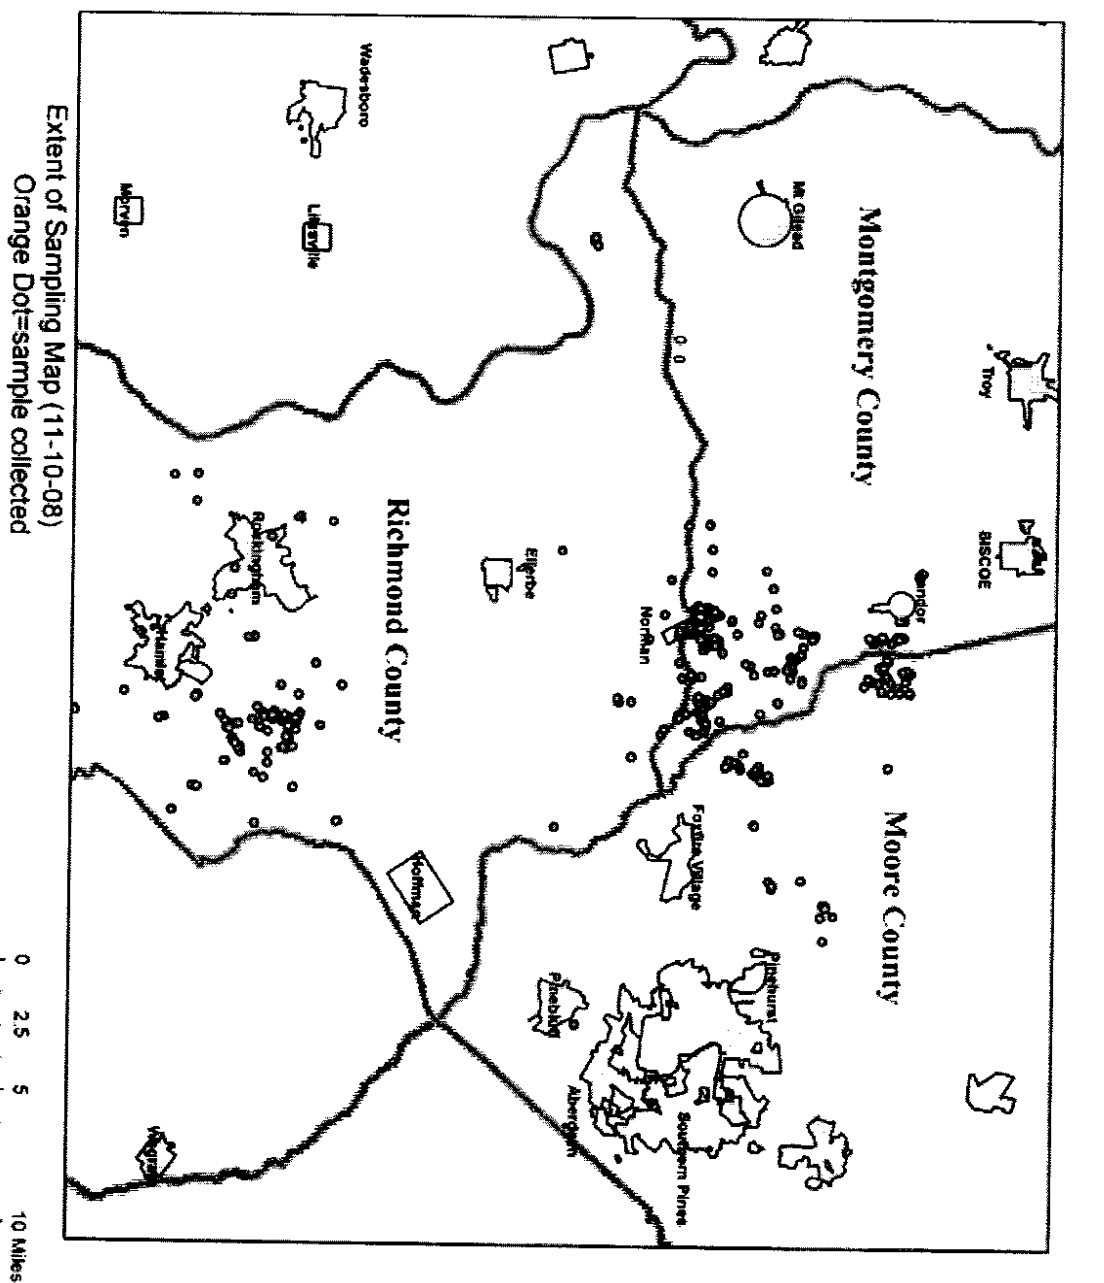 Troy
BISCOE
Montgomery County
Mt Gilead
Moore County
Wadesboro
Norman
Foxfire Village
Pinehurst
Southern Pines
Ellerbe
Richmond County
Lilesville
Morven
Rockingham
Hamlet
Hoffman
Pinebluff
Aberdeen
Extent of Sampling Map (11-10-08)
Orange Dot=sample collected
0 2.5 5 10 Miles